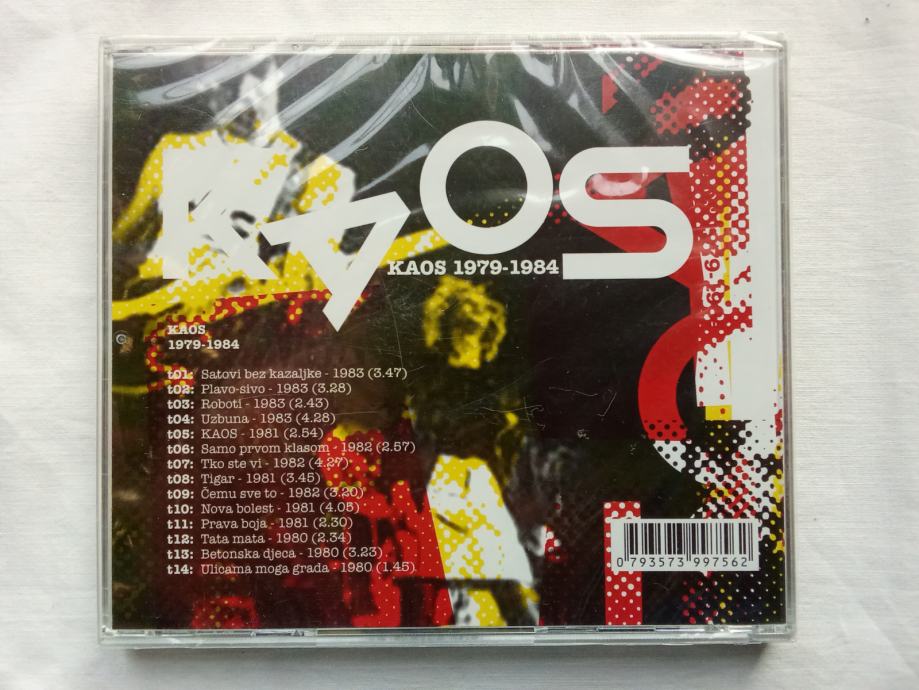 KAOS
KAOS 1979-1984
KAOS
1979-1984
t01: Satovi bez kazaljke - 1983 (3.47)
t02: Plavo-sivo - 1983 (3.28)
t03: Roboti - 1983 (2.43)
t04: Uzbuna - 1983 (4.28)
t05: KAOS - 1981 (2.54)
t06: Samo prvom klasom - 1982 (2.57)
t07: Tko ste vi - 1982 (4.27)
t08: Tigar - 1981 (3.45)
t09: Čemu sve to - 1982 (3.20)
t10: Nova bolest - 1981 (4.05)
t11: Prava boja - 1981 (2.30)
t12: Tata mata - 1980 (2.34)
t13: Betonska djeca - 1980 (3.23)
t14: Ulicama moga grada - 1980 (1.45)
0 793573 997562